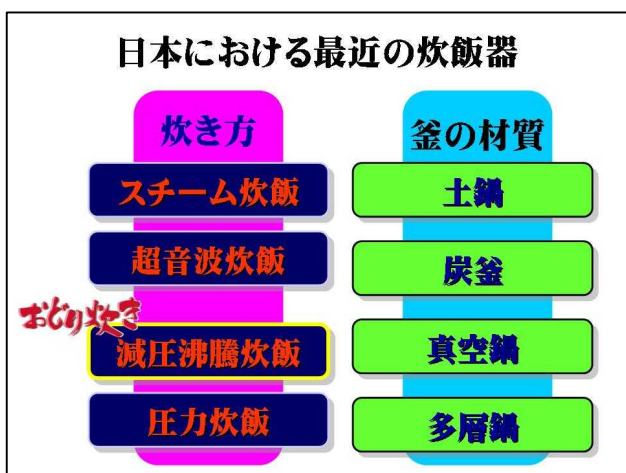 日本における最近の炊飯器
炊き方
スチーム炊飯
超音波炊飯
おどり炊き
減圧沸騰炊飯
圧力炊飯
釜の材質
土鍋
炭釜
真空鍋
多層鍋